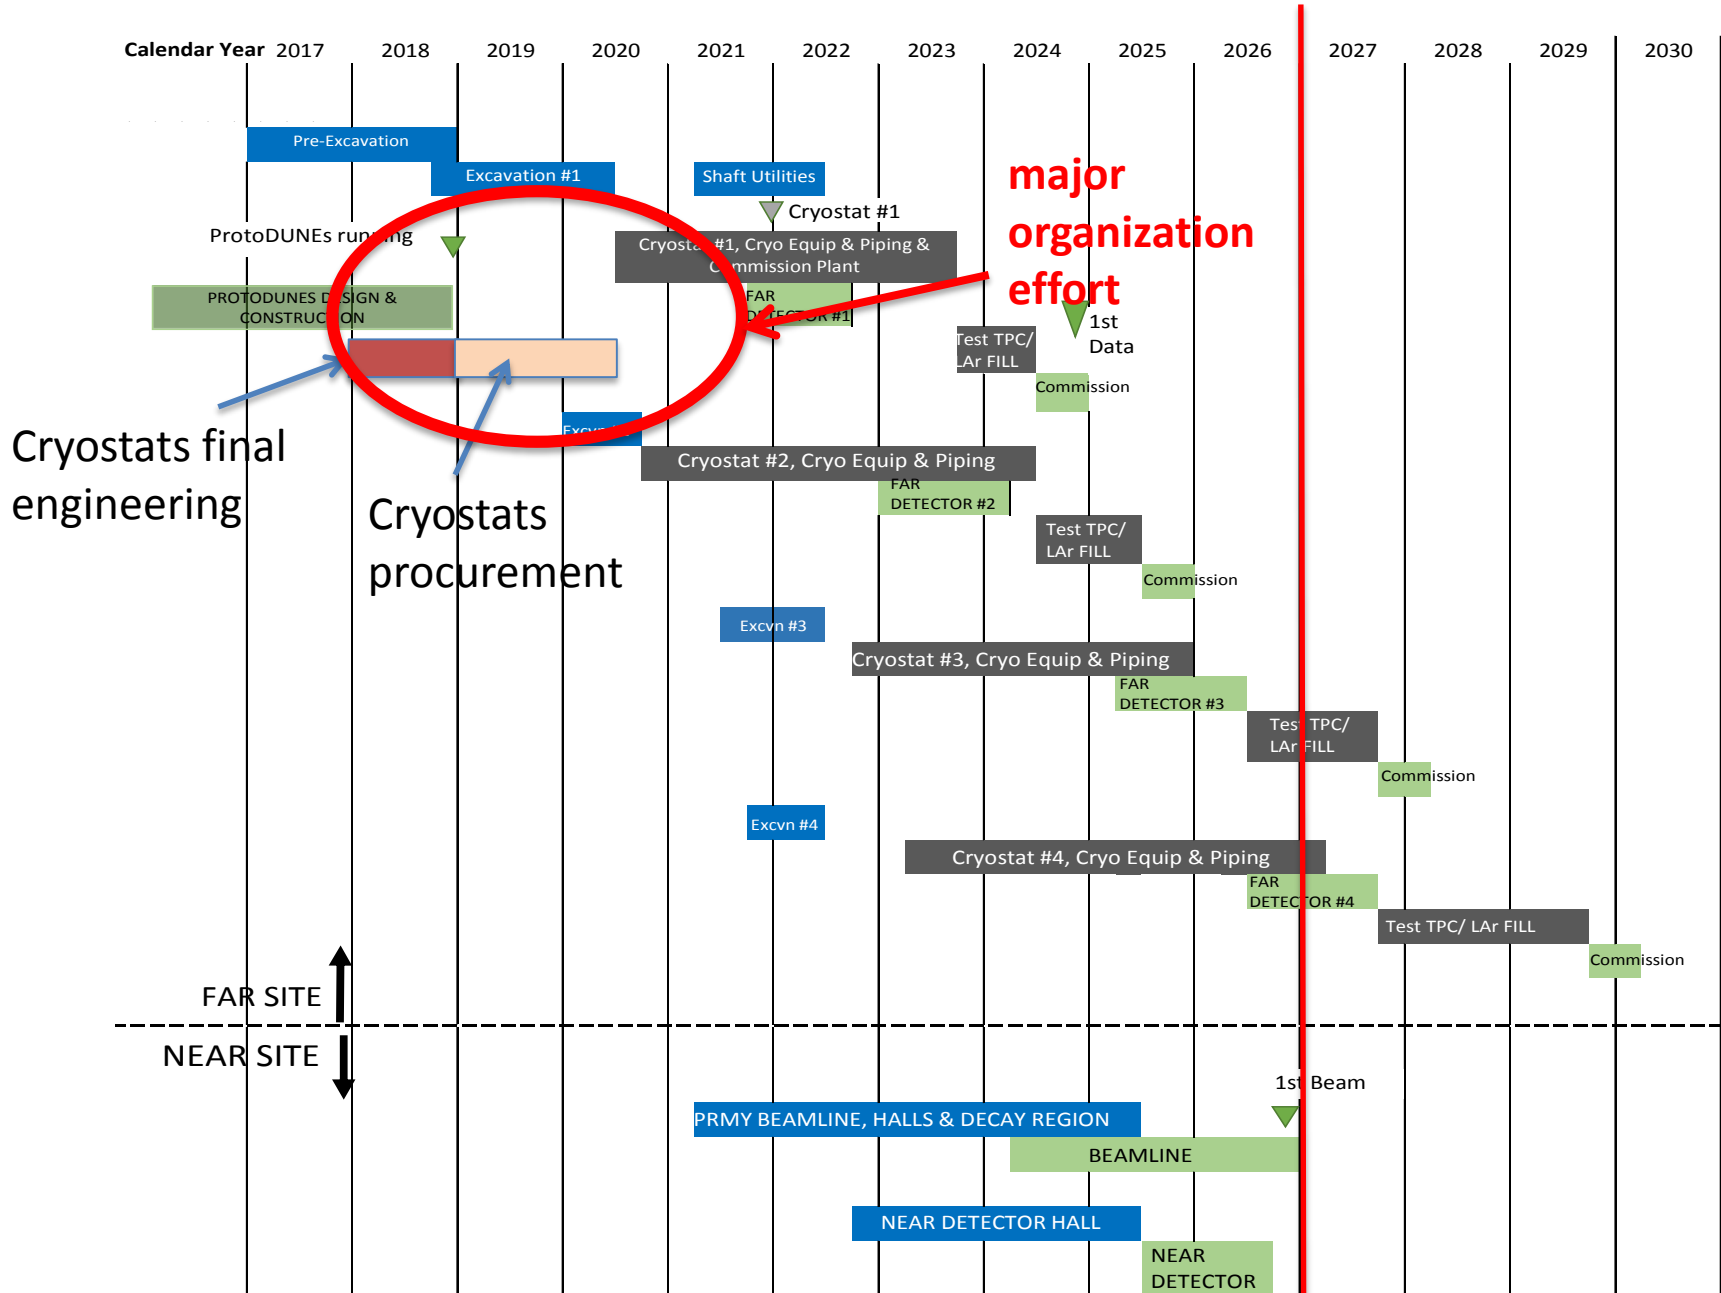 Calendar Year 2017 2018 2019 2020 2021 2022 2023 2024 2025 2026 2027 2028 2029 2030
Pre-Excavation
Excavation #1
Shaft Utilities
major
organization
effort
Cryostat #1
ProtoDUNEs running
Cryostat #1, Cryo Equip & Piping &
Commission Plant
PROTODUNES DESIGN &
CONSTRUCTION
FAR
DETECTOR #1
1st
Data
Test TPC/
LAr FILL
Commission
Cryostats final
engineering
Excvn
Cryostat #2, Cryo Equip & Piping
FAR
DETECTOR #2
Cryostats
procurement
Test TPC/
LAr FILL
Commission
Excvn #3
Cryostat #3, Cryo Equip & Piping
FAR
DETECTOR #3
Test TPC/
LAr FILL
Commission
Excvn #4
Cryostat #4, Cryo Equip & Piping
FAR
DETECTOR #4
Test TPC/ LAr FILL
Commission
FAR SITE
NEAR SITE
1st Beam
PRMY BEAMLINE, HALLS & DECAY REGION
BEAMLINE
NEAR DETECTOR HALL
NEAR
DETECTOR